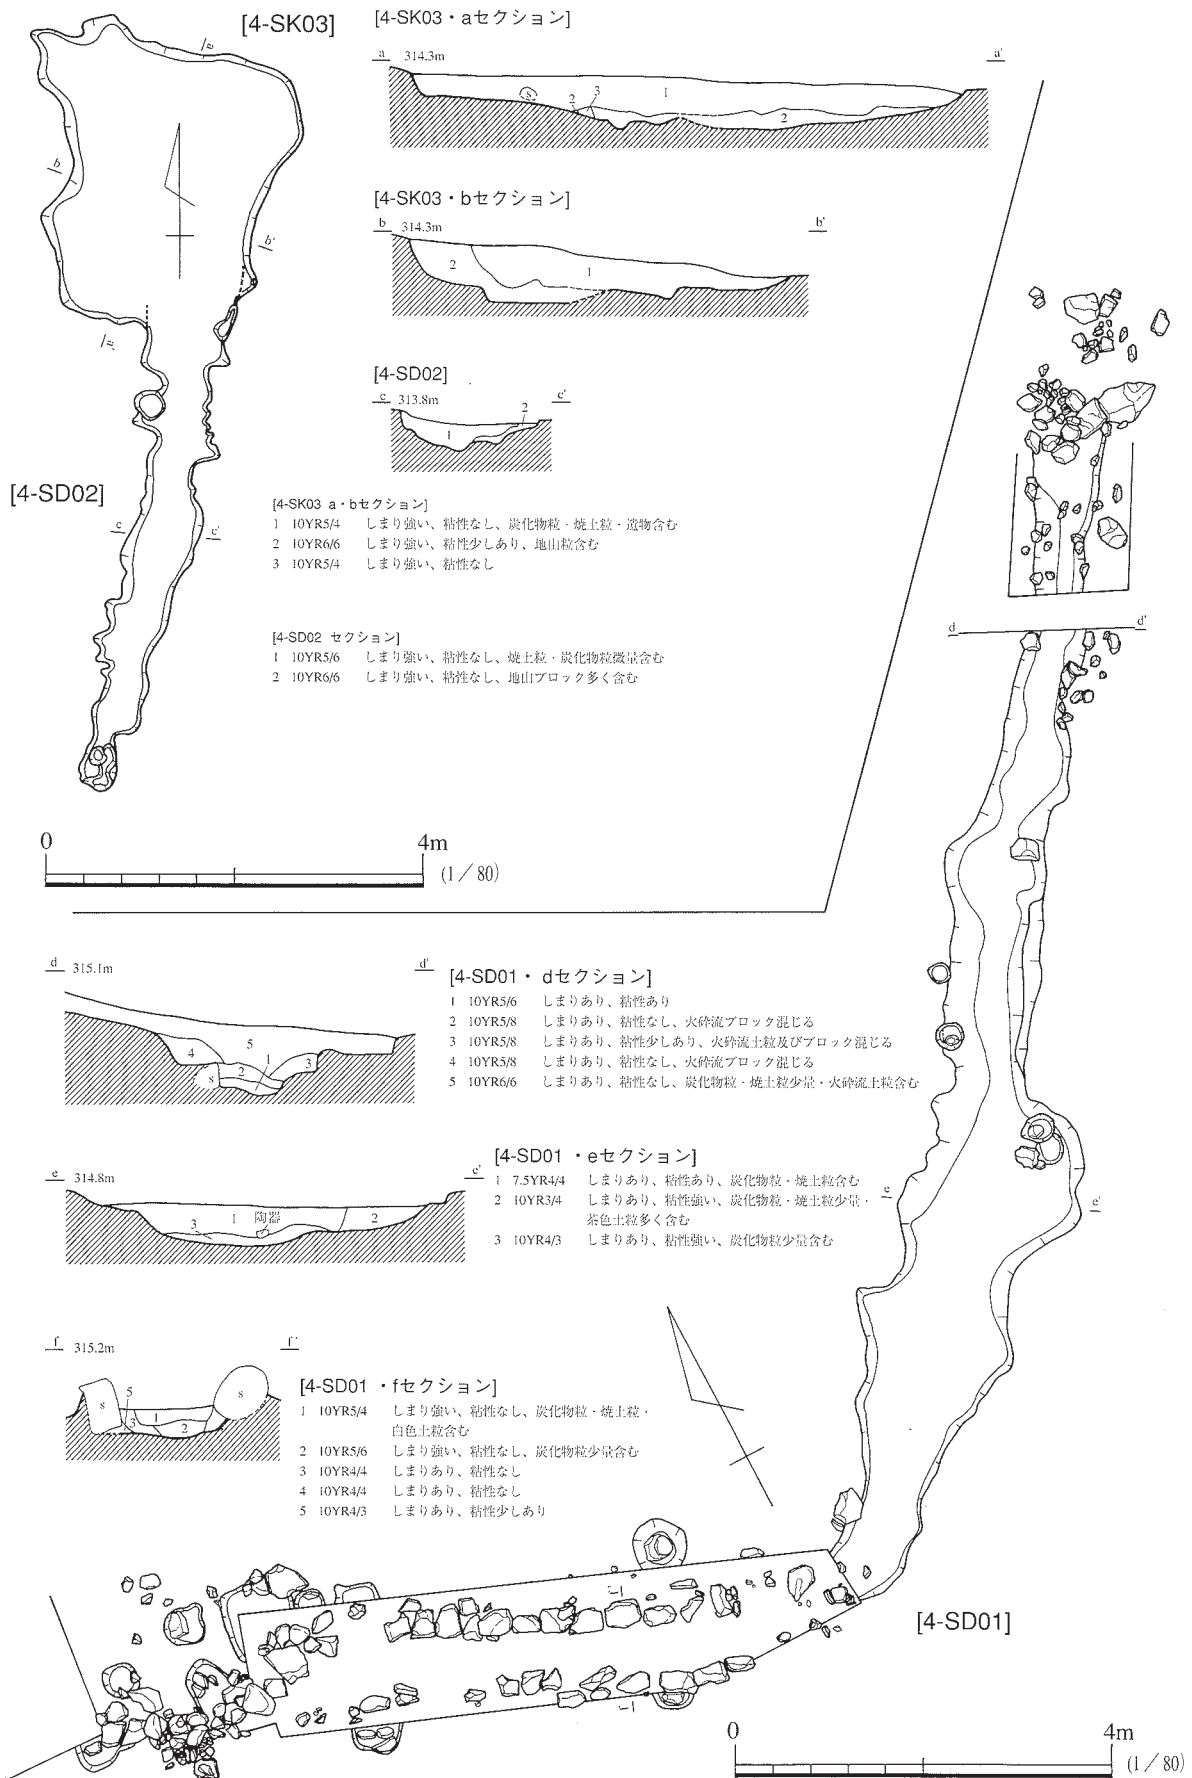 [4-SK03]
a
a'
b
b'
[4-SD02]
c
c'
[4-SK03・aセクション]
a 314.3m a'
S 2 3 1 2
[4-SK03・bセクション]
b 314.3m b'
2 1
[4-SD02]
c 313.8m c'
1 2
[4-SK03 a・bセクション]
1 10YR5/4 しまり強い、粘性なし、炭化物粒・焼土粒・遺物含む
2 10YR6/6 しまり強い、粘性少しあり、地山粒含む
3 10YR5/4 しまり強い、粘性なし
[4-SD02 セクション]
1 10YR5/6 しまり強い、粘性なし、焼土粒・炭化物粒微量含む
2 10YR6/6 しまり強い、粘性なし、地山ブロック多く含む
0 4m
(1/80)
d d'
d 315.1m d'
4 5 1 2 3 s
[4-SD01・dセクション]
1 10YR5/6 しまりあり、粘性あり
2 10YR5/8 しまりあり、粘性なし、火砕流ブロック混じる
3 10YR5/8 しまりあり、粘性少しあり、火砕流土粒及びブロック混じる
4 10YR5/8 しまりあり、粘性なし、火砕流ブロック混じる
5 10YR6/6 しまりあり、粘性なし、炭化物粒・焼土粒少量・火砕流土粒含む
e 314.8m e'
3 1 陶器 2
[4-SD01・eセクション]
1 7.5YR4/4 しまりあり、粘性あり、炭化物粒・焼土粒含む
2 10YR3/4 しまりあり、粘性強い、炭化物粒・焼土粒少量・
茶色土粒多く含む
3 10YR4/3 しまりあり、粘性強い、炭化物粒少量含む
e e'
f 315.2m f'
s 5 3 1 2 s
[4-SD01・fセクション]
1 10YR5/4 しまり強い、粘性なし、炭化物粒・焼土粒・
白色土粒含む
2 10YR5/6 しまり強い、粘性なし、炭化物粒少量含む
3 10YR4/4 しまりあり、粘性なし
4 10YR4/4 しまりあり、粘性なし
5 10YR4/3 しまりあり、粘性少しあり
[4-SD01]
0 4m
(1/80)